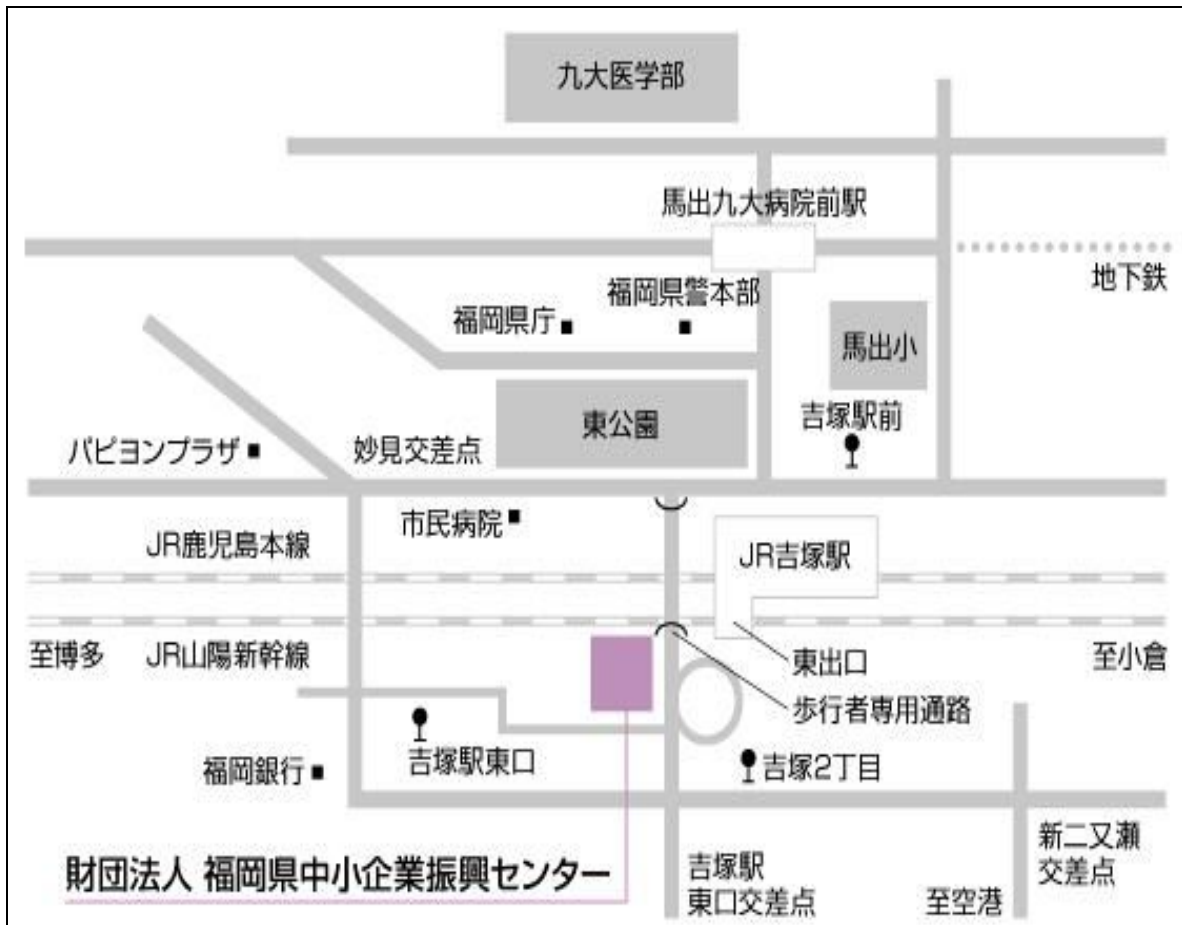 九大医学部
馬出九大病院前駅
地下鉄
福岡県警本部
福岡県庁
馬出小
東公園
吉塚駅前
パピヨンプラザ
妙見交差点
市民病院
JR鹿児島本線
JR吉塚駅
至博多
JR山陽新幹線
東出口
至小倉
歩行者専用通路
吉塚駅東口
吉塚2丁目
福岡銀行
財団法人 福岡県中小企業振興センター
吉塚駅
東口交差点
至空港
新二又瀬
交差点